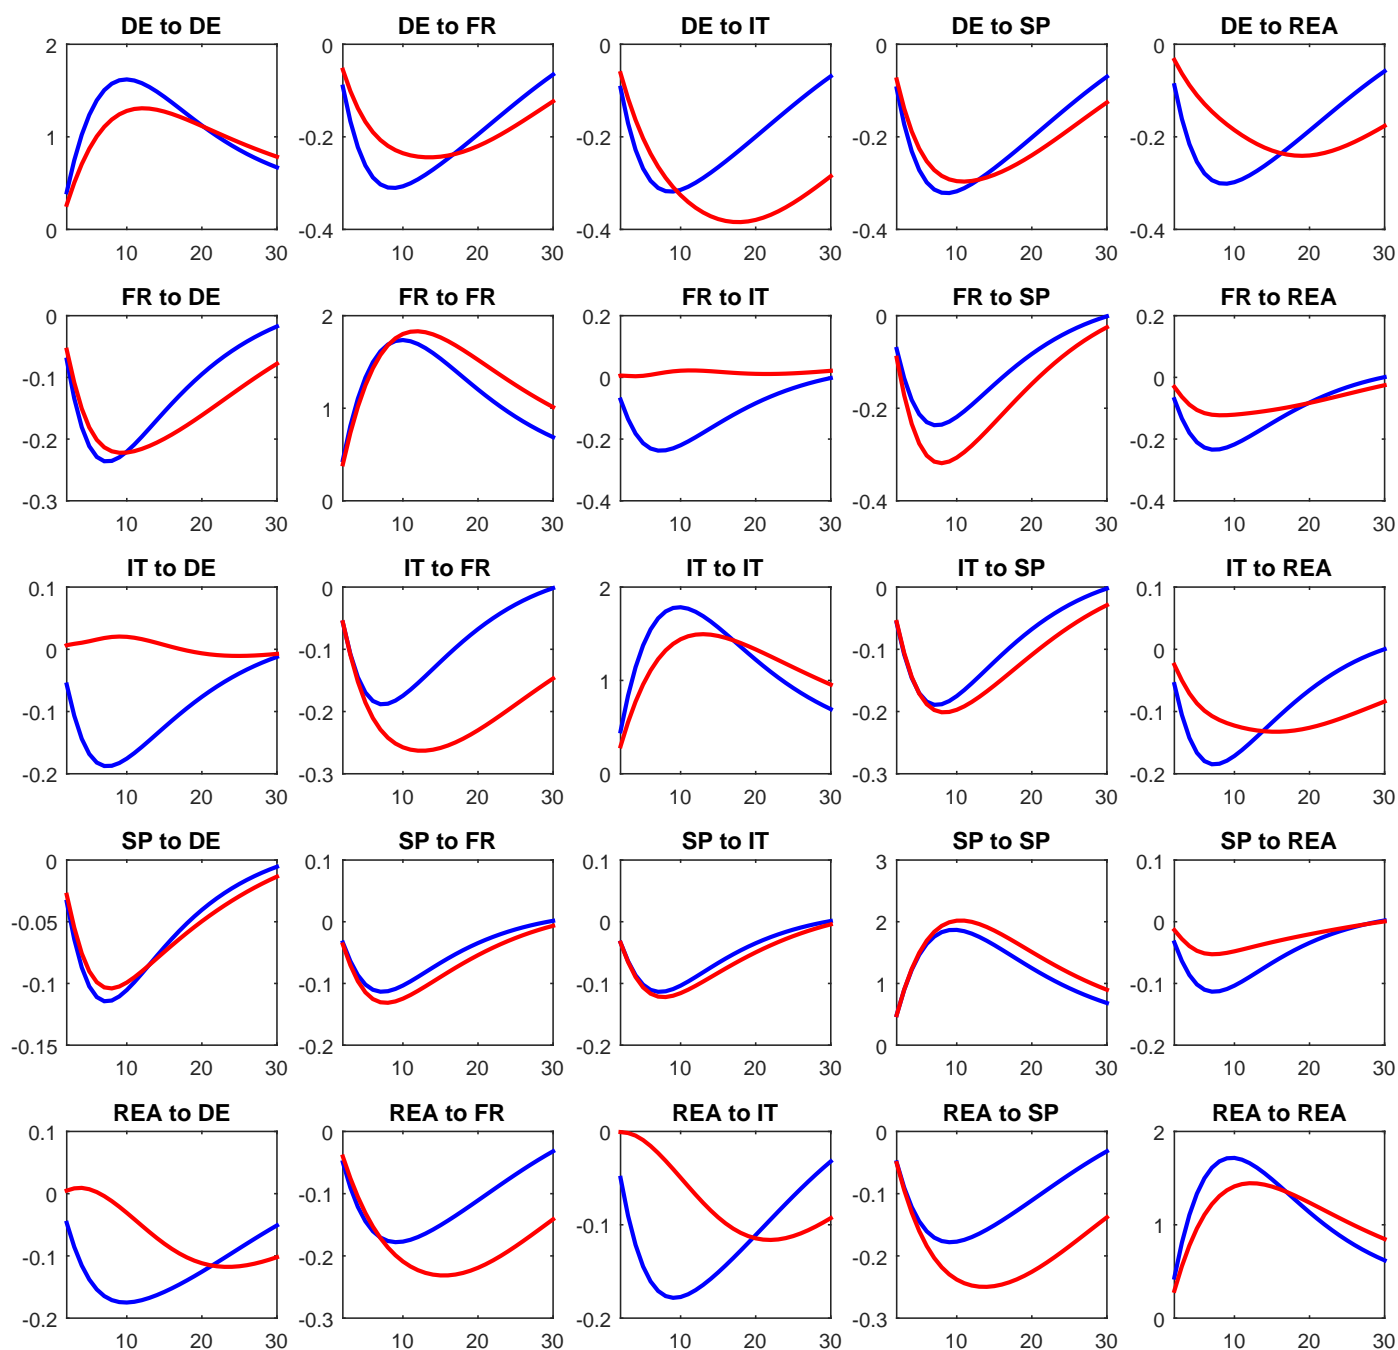 DE to DE DE to FR DE to IT DE to SP DE to REA
2 0 0 0 0
1 -0.2 -0.2 -0.2 -0.2
0 -0.4 -0.4 -0.4 -0.4
10 20 30 10 20 30 10 20 30 10 20 30 10 20 30
FR to DE FR to FR FR to IT FR to SP FR to REA
0 2 0.2 0 0.2
-0.1 1 0 -0.2 0
-0.2 -0.2 -0.2
-0.3 0 -0.4 -0.4 -0.4
10 20 30 10 20 30 10 20 30 10 20 30 10 20 30
IT to DE IT to FR IT to IT IT to SP IT to REA
0.1 0 2 0 0.1
0 -0.1 1 -0.1 0
-0.1 -0.2 -0.2 -0.1
-0.2 -0.3 0 -0.3 -0.2
10 20 30 10 20 30 10 20 30 10 20 30 10 20 30
SP to DE SP to FR SP to IT SP to SP SP to REA
0 0.1 0.1 3 0.1
-0.05 0 0 2 0
-0.1 -0.1 -0.1 1 -0.1
-0.15 -0.2 -0.2 0 -0.2
10 20 30 10 20 30 10 20 30 10 20 30 10 20 30
REA to DE REA to FR REA to IT REA to SP REA to REA
0.1 0 0 0 2
0 -0.1 -0.1 -0.1 1
-0.1 -0.2 -0.2
-0.2 -0.3 -0.2 -0.3 0
10 20 30 10 20 30 10 20 30 10 20 30 10 20 30